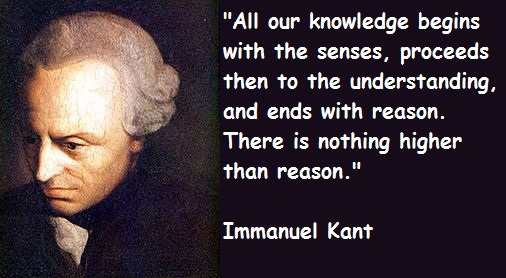 "All our knowledge begins
with the senses, proceeds
then to the understanding,
and ends with reason.
There is nothing higher
than reason."
Immanuel Kant